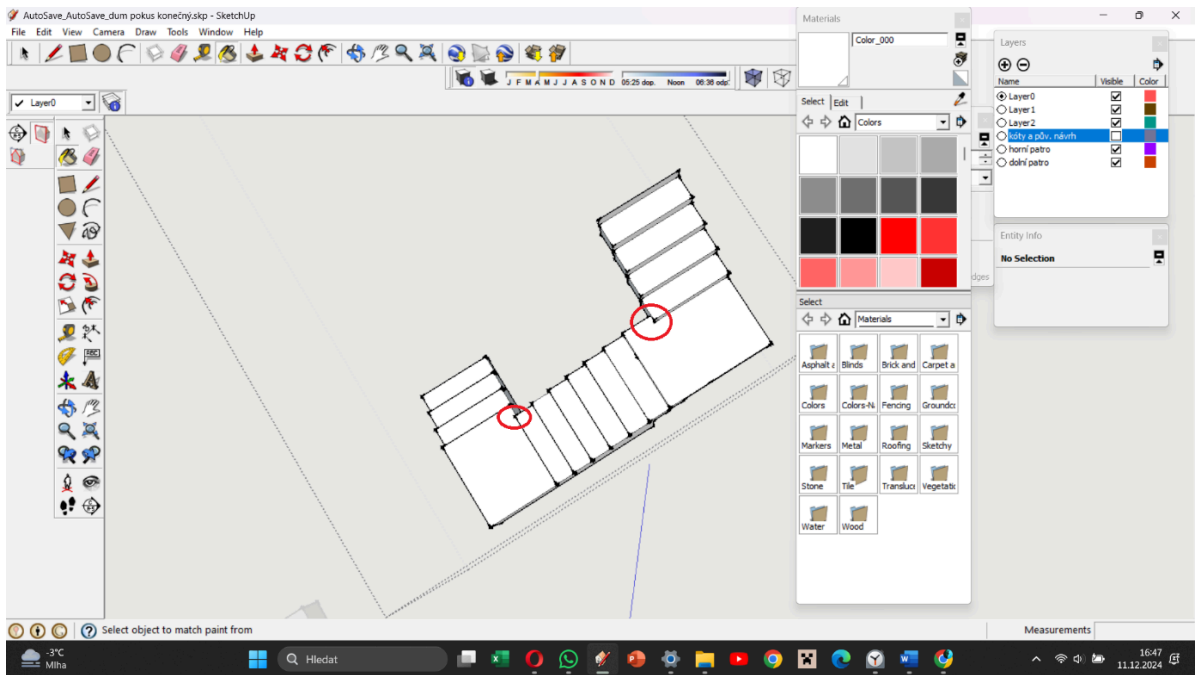 AutoSave_AutoSave_dum pokus konečný.skp - SketchUp
File Edit View Camera Draw Tools Window Help
J F M A M J J A S O N D 05:25 dop. Noon 06:36 odp.
Layer0
Materials
Color_000
Select Edit
Colors
Select
Materials
Asphalt a Blinds Brick and Carpet a
Colors Colors-Na Fencing Groundco
Markers Metal Roofing Sketchy
Stone Tile Transluce Vegetatio
Water Wood
Layers
Name Visible Color
Layer0
Layer1
Layer2
kóty a pův. návrh
horní patro
dolní patro
Entity Info
No Selection
dges
ABC
Select object to match paint from
Measurements
-3°C
Mlha
Hledat
16:47
11.12.2024